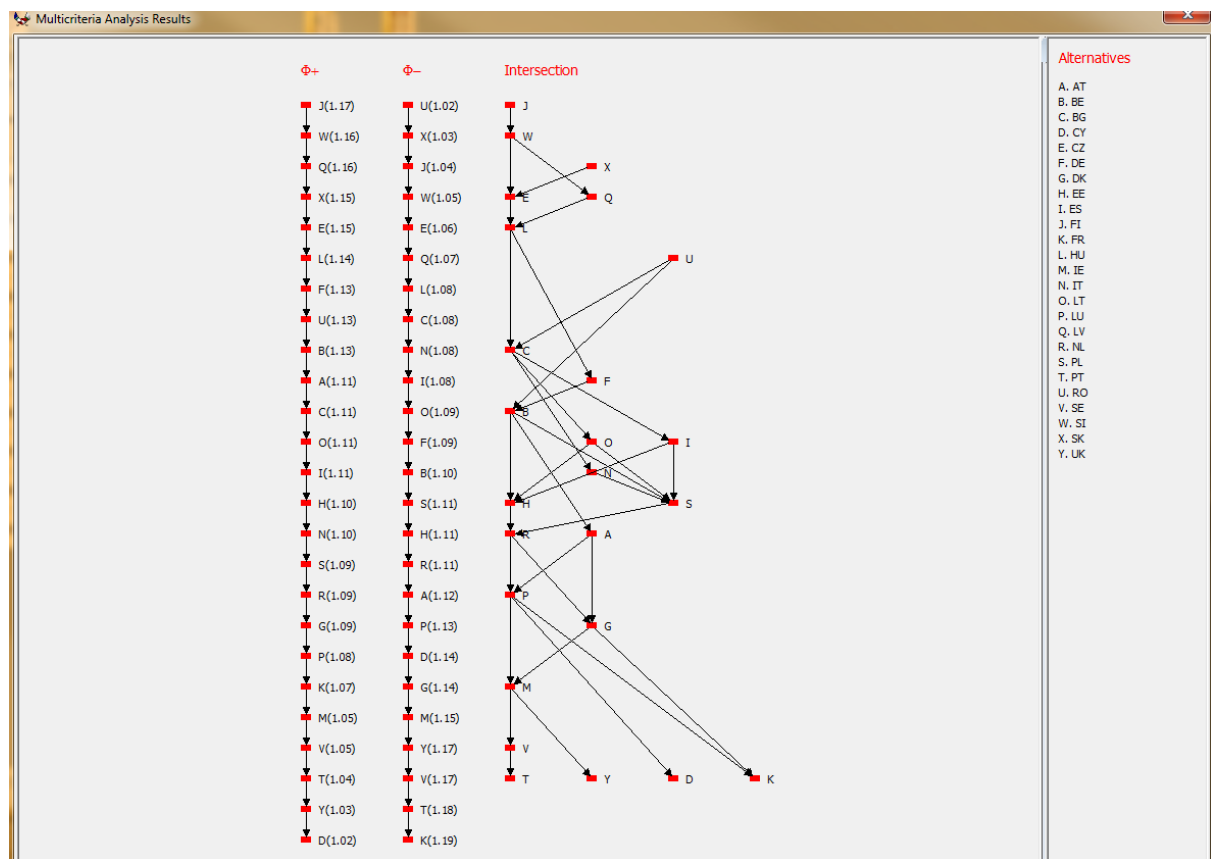 Multicriteria Analysis Results
X
Φ+ Φ− Intersection
J(1.17) U(1.02) J
W(1.16) X(1.03) W
Q(1.16) J(1.04) X
X(1.15) W(1.05) E Q
E(1.15) E(1.06) L
L(1.14) Q(1.07) U
F(1.13) L(1.08)
U(1.13) C(1.08)
B(1.13) N(1.08) C
A(1.11) I(1.08) F
C(1.11) O(1.09) B
O(1.11) F(1.09) O I
I(1.11) B(1.10) N
H(1.10) S(1.11) H S
N(1.10) H(1.11) R A
S(1.09) R(1.11)
R(1.09) A(1.12) P
G(1.09) P(1.13) G
P(1.08) D(1.14)
K(1.07) G(1.14) M
M(1.05) M(1.15)
V(1.05) Y(1.17) V
T(1.04) V(1.17) T Y D K
Y(1.03) T(1.18)
D(1.02) K(1.19)
Alternatives
A. AT
B. BE
C. BG
D. CY
E. CZ
F. DE
G. DK
H. EE
I. ES
J. FI
K. FR
L. HU
M. IE
N. IT
O. LT
P. LU
Q. LV
R. NL
S. PL
T. PT
U. RO
V. SE
W. SI
X. SK
Y. UK